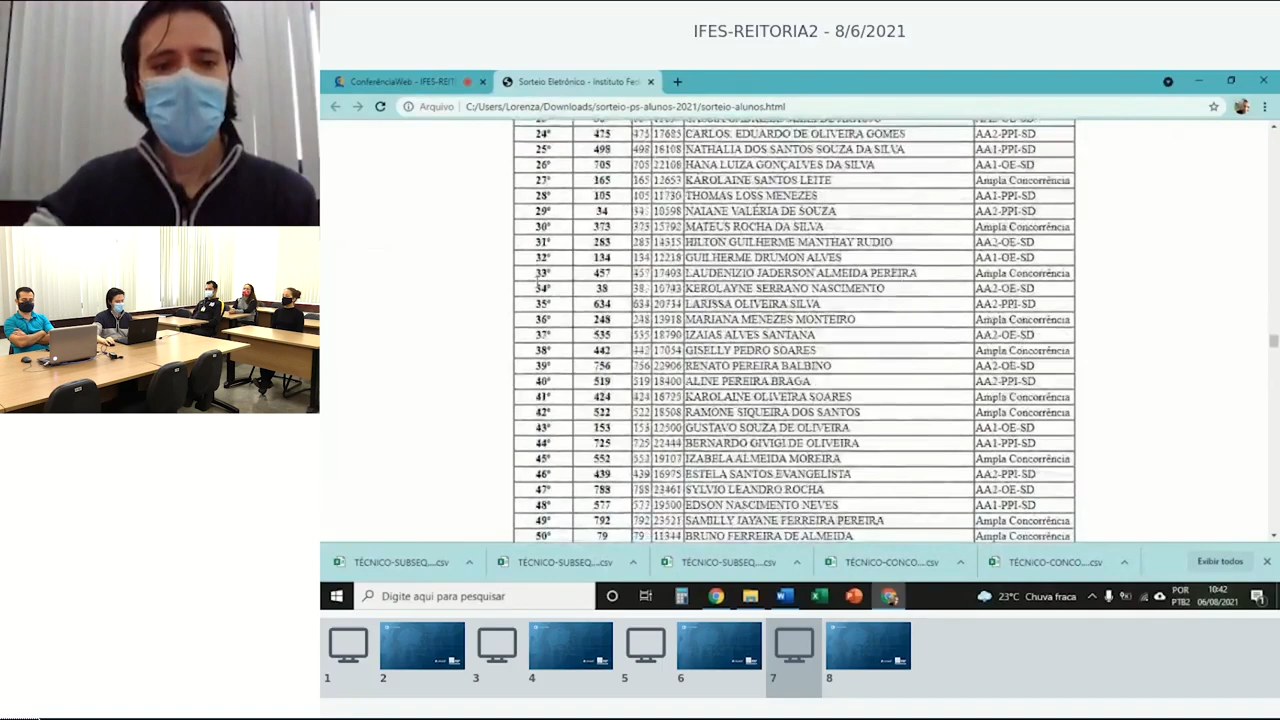 IFES-REITORIA2 - 8/6/2021
ConferênciaWeb - IFES-REIT
Sorteio Eletrônico - Instituto Fed
Arquivo C:/Users/Lorenza/Downloads/sorteio-ps-alunos-2021/sorteio-alunos.html
24º 475 475 17685 CARLOS. EDUARDO DE OLIVEIRA GOMES AA2-PPI-SD
25º 498 498 18108 NATHALIA DOS SANTOS SOUZA DA SILVA AA1-PPI-SD
26º 705 705 22108 HANA LUIZA GONÇALVES DA SILVA AA1-OE-SD
27º 165 165 12653 KAROLAINE SANTOS LEITE Ampla Concorrência
28º 105 105 11730 THOMAS LOSS MENEZES AA1-PPI-SD
29º 34 10598 NAIANE VALÉRIA DE SOUZA AA2-PPI-SD
30º 373 373 15792 MATEUS ROCHA DA SILVA Ampla Concorrência
31º 283 283 14315 HILTON GUILHERME MANTHAY RUDIO AA2-OE-SD
32º 134 134 12218 GUILHERME DRUMON ALVES AA1-OE-SD
33º 457 457 17493 LAUDENIZIO JADERSON ALMEIDA PEREIRA Ampla Concorrência
34º 38 38 10743 KEROLAYNE SERRANO NASCIMENTO AA2-OE-SD
35º 634 634 20734 LARISSA OLIVEIRA SILVA AA2-PPI-SD
36º 248 248 13918 MARIANA MENEZES MONTEIRO Ampla Concorrência
37º 535 535 18790 IZAIAS ALVES SANTANA AA2-OE-SD
38º 442 442 17054 GISELLY PEDRO SOARES Ampla Concorrência
39º 756 756 22906 RENATO PEREIRA BALBINO AA2-OE-SD
40º 519 519 18400 ALINE PEREIRA BRAGA AA2-PPI-SD
41º 424 424 16725 KAROLAINE OLIVEIRA SOARES Ampla Concorrência
42º 522 522 18508 RAMONE SIQUEIRA DOS SANTOS Ampla Concorrência
43º 153 153 12500 GUSTAVO SOUZA DE OLIVEIRA AA1-OE-SD
44º 725 725 22444 BERNARDO GIVIGI DE OLIVEIRA AA1-PPI-SD
45º 552 552 19107 IZABELA ALMEIDA MOREIRA Ampla Concorrência
46º 439 439 16975 ESTELA SANTOS EVANGELISTA AA2-PPI-SD
47º 788 788 23461 SYLVIO LEANDRO ROCHA AA2-OE-SD
48º 577 577 19500 EDSON NASCIMENTO NEVES AA1-PPI-SD
49º 792 792 23521 SAMILLY JAYANE FERREIRA PEREIRA Ampla Concorrência
50º 79 79 11344 BRUNO FERREIRA DE ALMEIDA Ampla Concorrência
TÉCNICO-SUBSEQ....csv TÉCNICO-SUBSEQ....csv TÉCNICO-SUBSEQ....csv TÉCNICO-CONCO....csv TÉCNICO-CONCO....csv Exibir todos
Digite aqui para pesquisar 23°C Chuva fraca POR PTB2 10:42 06/08/2021
1 2 3 4 5 6 7 8